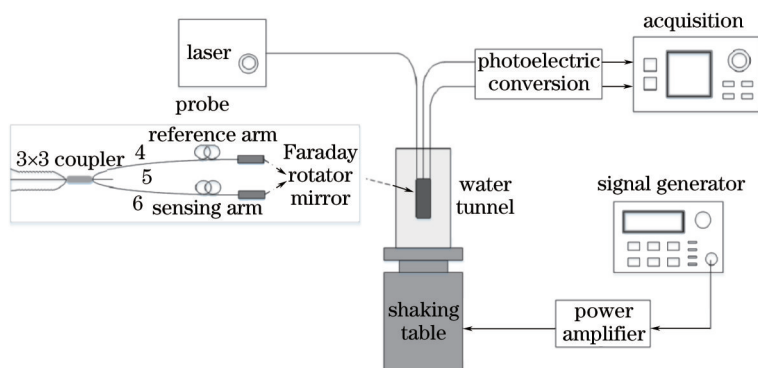 acquisition
laser
photoelectric
conversion
probe
reference arm
3×3 coupler
4
Faraday
rotator
mirror
5
6
sensing arm
water
tunnel
signal generator
shaking
table
power
amplifier